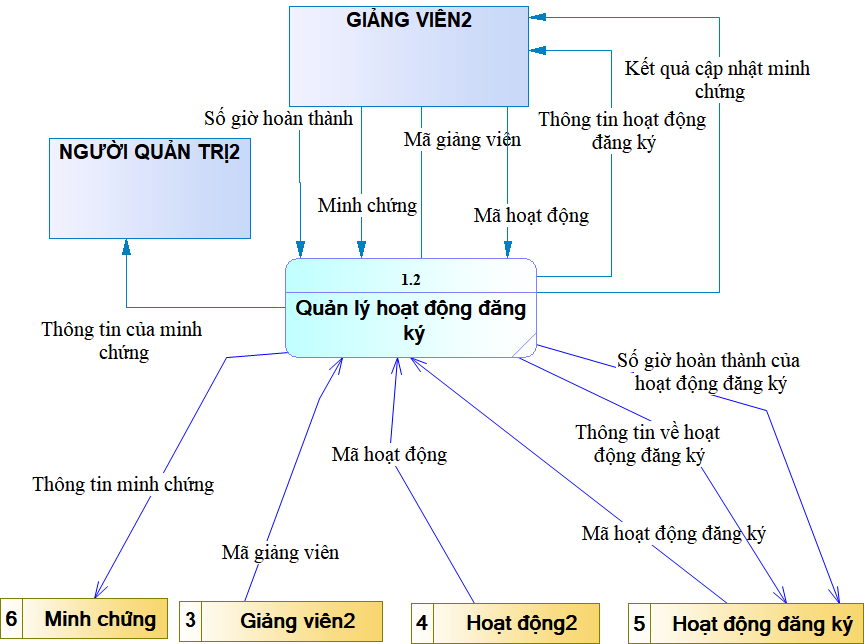 GIẢNG VIÊN2
Kết quả cập nhật minh
chứng
Số giờ hoàn thành
Mã giảng viên
Thông tin hoạt động
đăng ký
NGƯỜI QUẢN TRỊ2
Minh chứng
Mã hoạt động
1.2
Quản lý hoạt động đăng
ký
Thông tin của minh
chứng
Số giờ hoàn thành của
hoạt động đăng ký
Thông tin về hoạt
động đăng ký
Mã hoạt động
Thông tin minh chứng
Mã hoạt động đăng ký
Mã giảng viên
6 Minh chứng
3 Giảng viên2
4 Hoạt động2
5 Hoạt động đăng ký